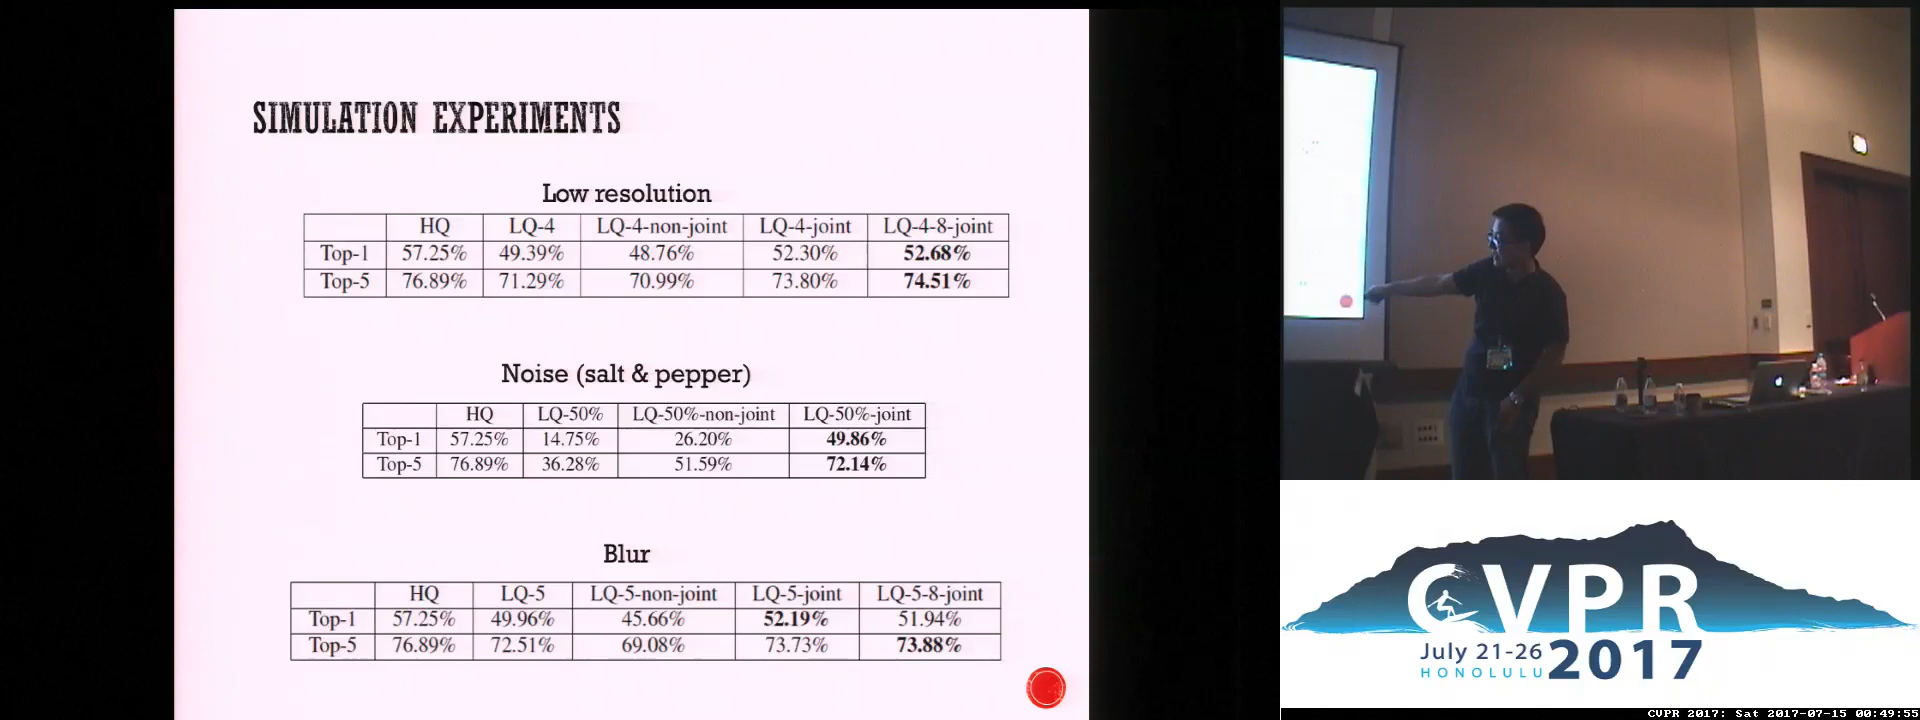 SIMULATION EXPERIMENTS
Low resolution
HQ LQ-4 LQ-4-non-joint LQ-4-joint LQ-4-8-joint
Top-1 57.25% 49.39% 48.76% 52.30% 52.68%
Top-5 76.89% 71.29% 70.99% 73.80% 74.51%
Noise (salt & pepper)
HQ LQ-50% LQ-50%-non-joint LQ-50%-joint
Top-1 57.25% 14.75% 26.20% 49.86%
Top-5 76.89% 36.28% 51.59% 72.14%
Blur
HQ LQ-5 LQ-5-non-joint LQ-5-joint LQ-5-8-joint
Top-1 57.25% 49.96% 45.66% 52.19% 51.94%
Top-5 76.89% 72.51% 69.08% 73.73% 73.88%
CVPR
July 21-26
HONOLULU
2017
CVPR 2017: Sat 2017-07-15 00:49:55